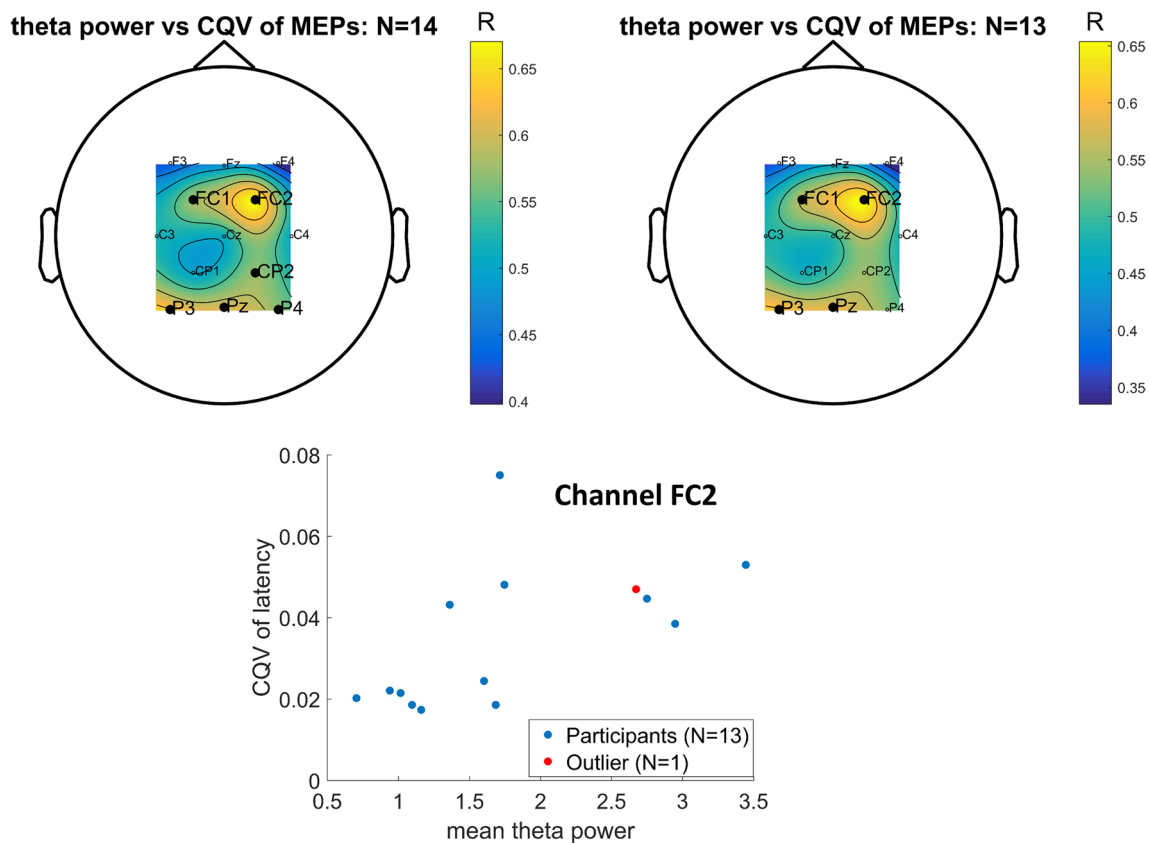 theta power vs CQV of MEPs: N=14
R
0.65
0.6
0.55
0.5
0.45
0.4
F3
Fz
F4
FC1
FC2
C3
Cz
C4
CP1
CP2
P3
Pz
P4
theta power vs CQV of MEPs: N=13
R
0.65
0.6
0.55
0.5
0.45
0.4
0.35
F3
Fz
F4
FC1
FC2
C3
Cz
C4
CP1
CP2
P3
Pz
P4
Channel FC2
CQV of latency
0.08
0.06
0.04
0.02
0
Participants (N=13)
Outlier (N=1)
0.5 1 1.5 2 2.5 3 3.5
mean theta power